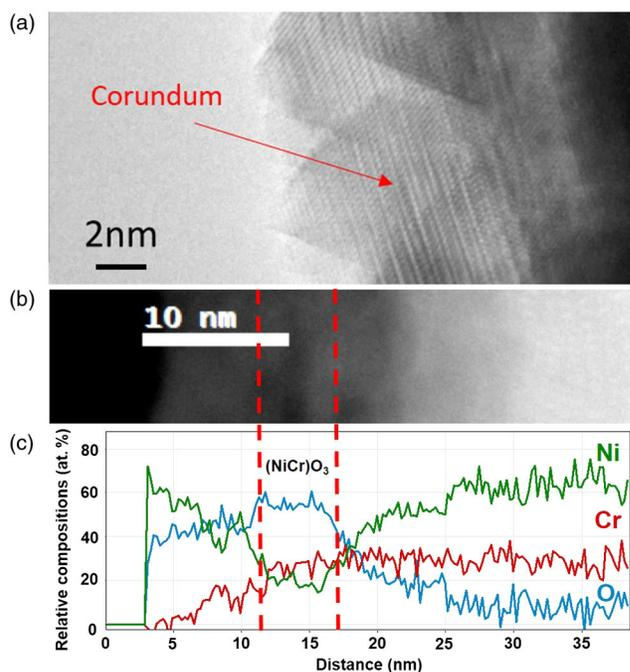 (a)
Corundum
2nm
(b)
10 nm
(c)
Relative compositions (at. %)
80
60
40
20
0
(NiCr)O₃
Ni
Cr
O
0 5 10 15 20 25 30 35
Distance (nm)